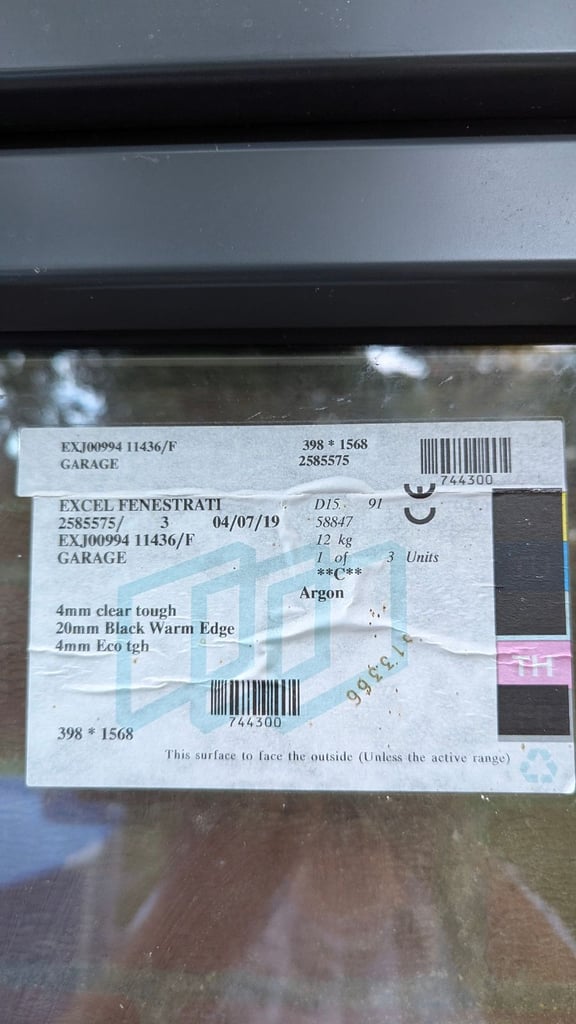 EXJ00994 11436/F 398 * 1568
GARAGE 2585575
744300
EXCEL FENESTRATI D15. 91 CE
2585575/ 3 04/07/19 58847
EXJ00994 11436/F 12 kg
GARAGE 1 of 3 Units
**C**
Argon
4mm clear tough
20mm Black Warm Edge
4mm Eco tgh
313366
TH
744300
398 * 1568
This surface to face the outside (Unless the active range)